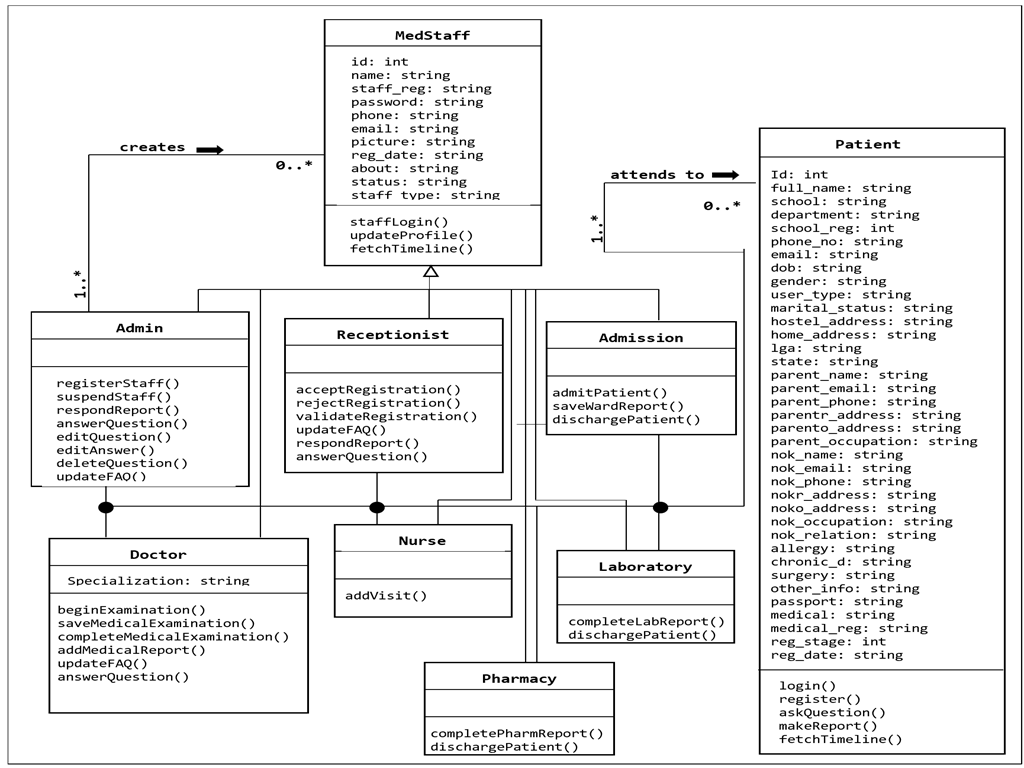 MedStaff
id: int
name: string
staff_reg: string
password: string
phone: string
email: string
picture: string
reg_date: string
about: string
status: string
staff type: string
staffLogin()
updateProfile()
fetchTimeline()
creates
0..*
1..*
attends to
0..*
1..*
Patient
Id: int
full_name: string
school: string
department: string
school_reg: int
phone_no: string
email: string
dob: string
gender: string
user_type: string
marital_status: string
hostel_address: string
home_address: string
lga: string
state: string
parent_name: string
parent_email: string
parent_phone: string
parentr_address: string
parento_address: string
parent_occupation: string
nok_name: string
nok_email: string
nok_phone: string
nokr_address: string
noko_address: string
nok_occupation: string
nok_relation: string
allergy: string
chronic_d: string
surgery: string
other_info: string
passport: string
medical: string
medical_reg: string
reg_stage: int
reg_date: string
login()
register()
askQuestion()
makeReport()
fetchTimeline()
Admin
registerStaff()
suspendStaff()
respondReport()
answerQuestion()
editQuestion()
editAnswer()
deleteQuestion()
updateFAQ()
Receptionist
acceptRegistration()
rejectRegistration()
validateRegistration()
updateFAQ()
respondReport()
answerQuestion()
Admission
admitPatient()
saveWardReport()
dischargePatient()
Doctor
Specialization: string
beginExamination()
saveMedicalExamination()
completeMedicalExamination()
addMedicalReport()
updateFAQ()
answerQuestion()
Nurse
addVisit()
Laboratory
completeLabReport()
dischargePatient()
Pharmacy
completePharmReport()
dischargePatient()